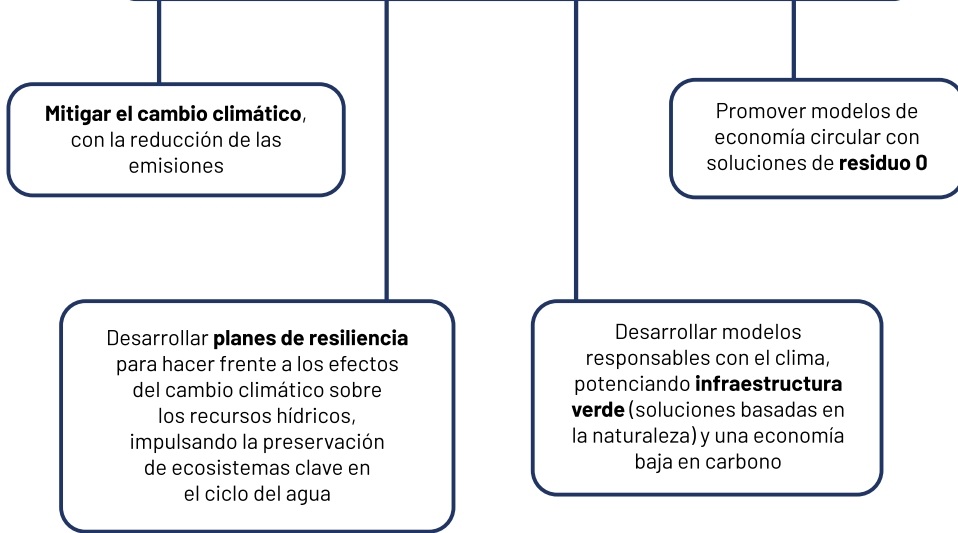 Mitigar el cambio climático,
con la reducción de las
emisiones
Promover modelos de
economía circular con
soluciones de residuo 0
Desarrollar planes de resiliencia
para hacer frente a los efectos
del cambio climático sobre
los recursos hídricos,
impulsando la preservación
de ecosistemas clave en
el ciclo del agua
Desarrollar modelos
responsables con el clima,
potenciando infraestructura
verde (soluciones basadas en
la naturaleza) y una economía
baja en carbono